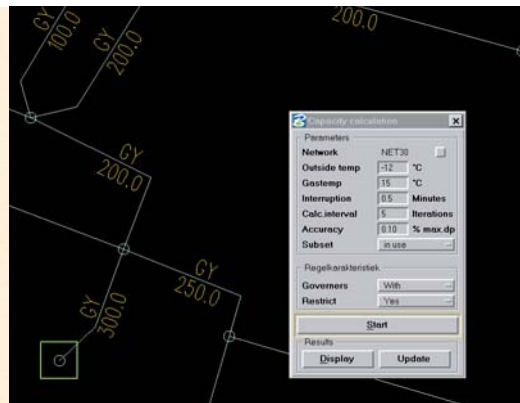 GY
100.0
GY
200.0
200.0
GY
200.0
GY
250.0
GY
300.0
Capacity calculation
Parameters
Network NET30
Outside temp -12 °C
Gastemp 15 °C
Interruption 0.5 Minutes
Calc.interval 5 Iterations
Accuracy 0.10 % max.dp
Subset in use
Regelkarakteristiek
Governers With
Restrict Yes
Start
Results
Display Update